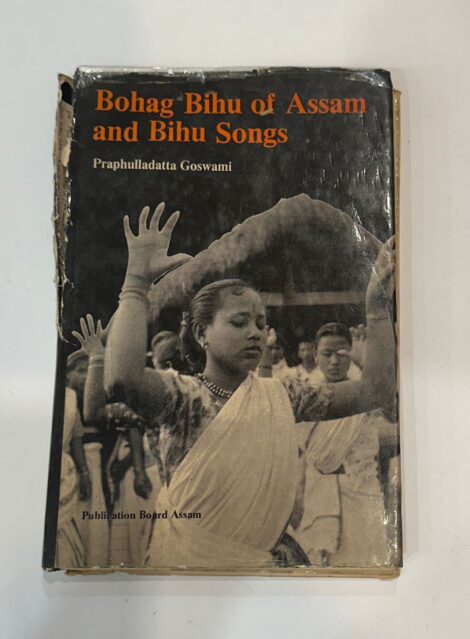 Bohag Bihu of Assam
and Bihu Songs
Praphulladatta Goswami
Publication Board Assam